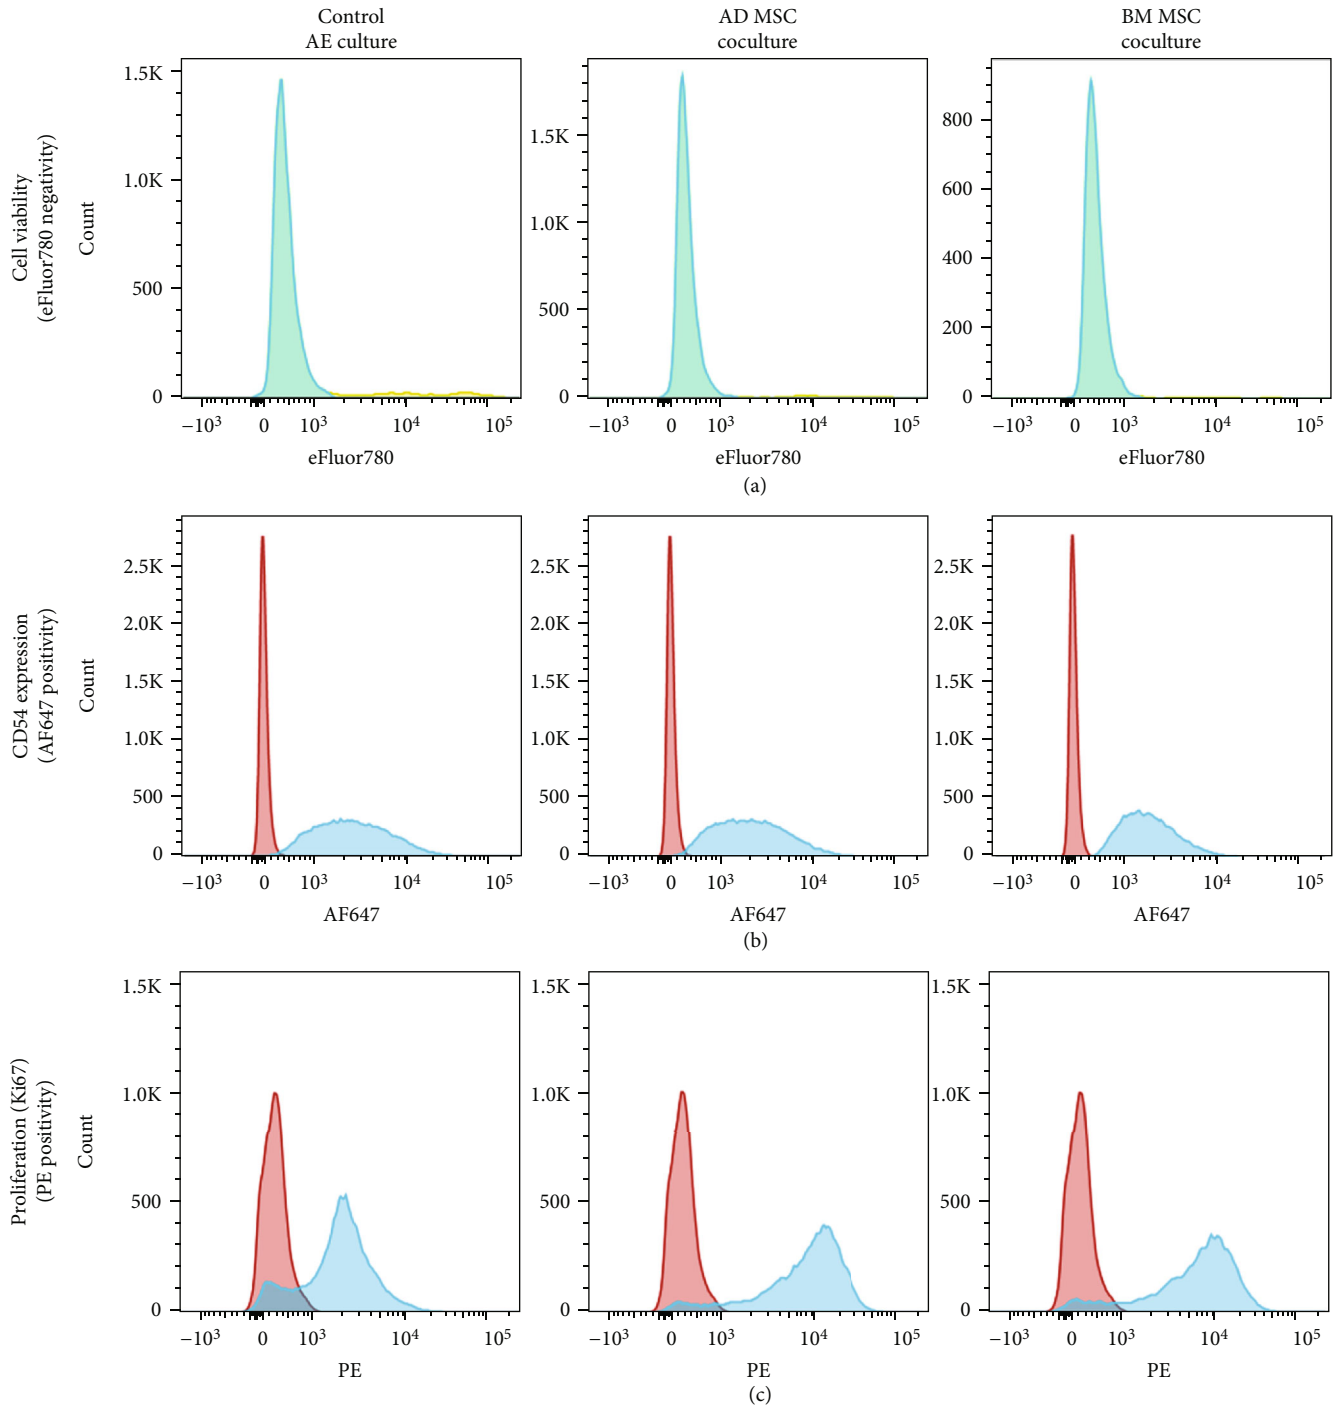 Control
AE culture
AD MSC
coculture
BM MSC
coculture
Cell viability
(eFluor780 negativity)
Count
1.5K
1.0K
500
0
−10³ 0 10³ 10⁴ 10⁵
eFluor780
1.5K
1.0K
500
0
−10³ 0 10³ 10⁴ 10⁵
eFluor780
800
600
400
200
0
−10³ 0 10³ 10⁴ 10⁵
eFluor780
(a)
CD54 expression
(AF647 positivity)
Count
2.5K
2.0K
1.5K
1.0K
500
0
−10³ 0 10³ 10⁴ 10⁵
AF647
2.5K
2.0K
1.5K
1.0K
500
0
−10³ 0 10³ 10⁴ 10⁵
AF647
2.5K
2.0K
1.5K
1.0K
500
0
−10³ 0 10³ 10⁴ 10⁵
AF647
(b)
Proliferation (Ki67)
(PE positivity)
Count
1.5K
1.0K
500
0
−10³ 0 10³ 10⁴ 10⁵
PE
1.5K
1.0K
500
0
−10³ 0 10³ 10⁴ 10⁵
PE
1.5K
1.0K
500
0
−10³ 0 10³ 10⁴ 10⁵
PE
(c)